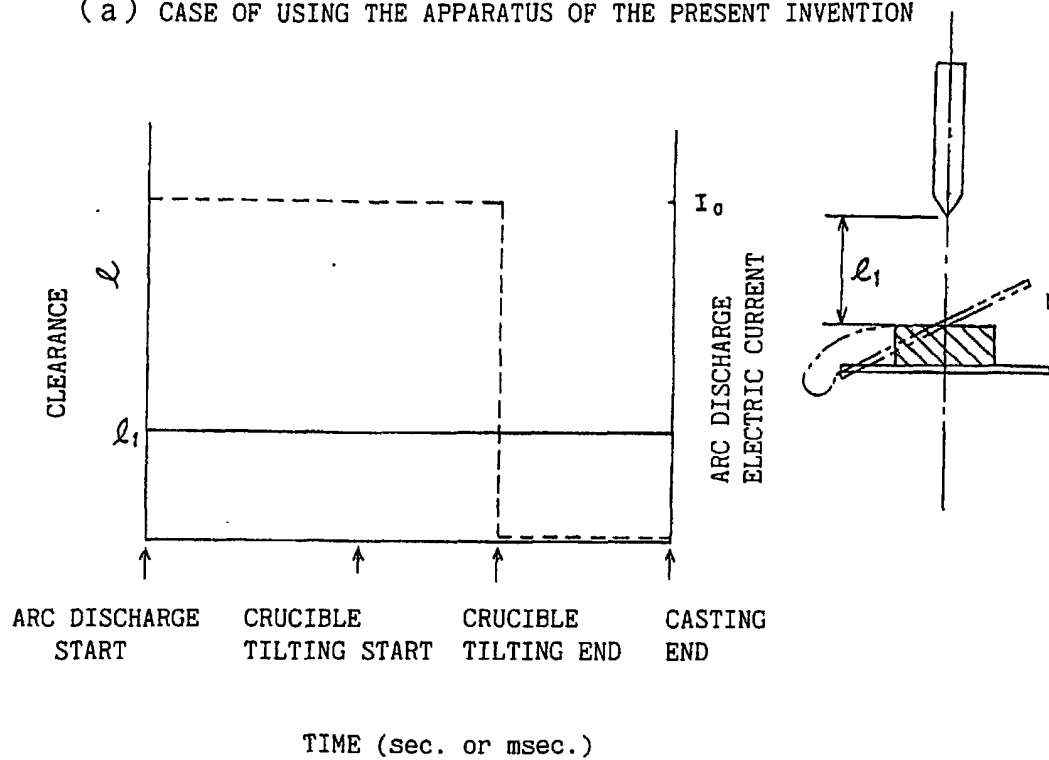 (a) CASE OF USING THE APPARATUS OF THE PRESENT INVENTION
CLEARANCE ℓ
ℓ₁
I₀
ARC DISCHARGE
ELECTRIC CURRENT
ℓ₁
ARC DISCHARGE
START
CRUCIBLE
TILTING START
CRUCIBLE
TILTING END
CASTING
END
TIME (sec. or msec.)